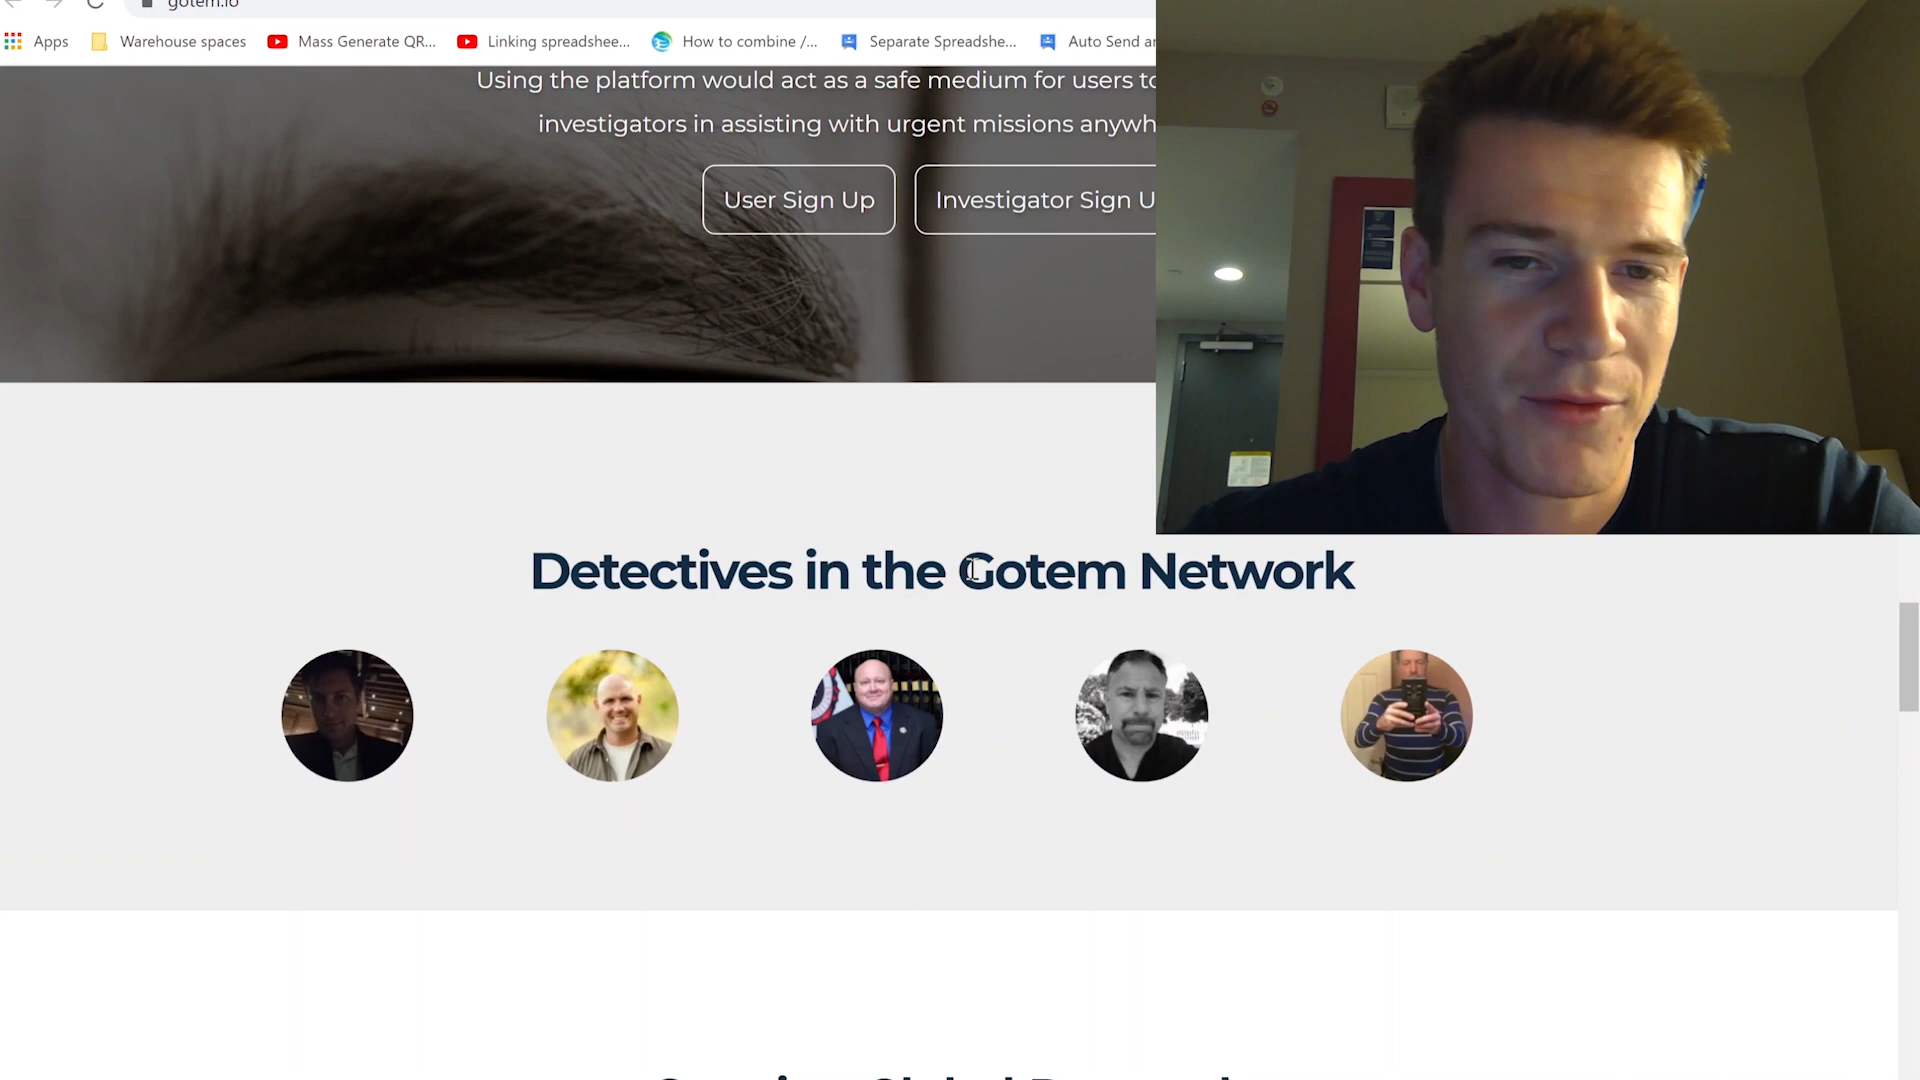 gotem.io
Apps Warehouse spaces Mass Generate QR... Linking spreadshee... How to combine /... Separate Spreadshe... Auto Send
Using the platform would act as a safe medium for users to
investigators in assisting with urgent missions
User Sign Up Investigator Sign
Detectives in the Gotem Network